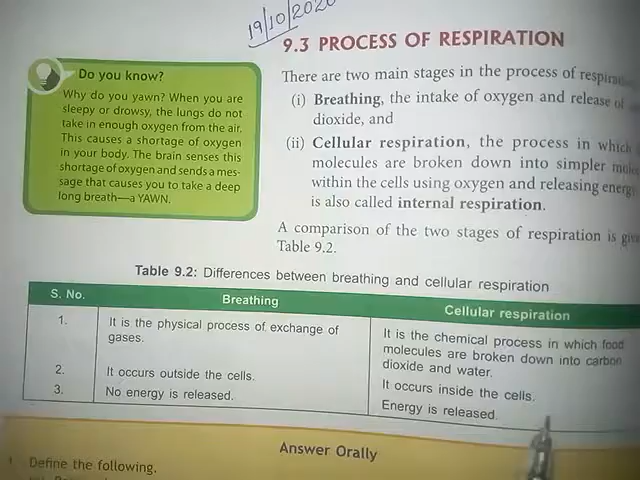 19/10/2020
9.3 PROCESS OF RESPIRATION
Do you know?
Why do you yawn? When you are
sleepy or drowsy, the lungs do not
take in enough oxygen from the air.
This causes a shortage of oxygen
in your body. The brain senses this
shortage of oxygen and sends a mes-
sage that causes you to take a deep
long breath—a YAWN.
There are two main stages in the process of
(i) Breathing, the intake of oxygen and release of
dioxide, and
(ii) Cellular respiration, the process in which
molecules are broken down into simpler
within the cells using oxygen and releasing
is also called internal respiration.
A comparison of the two stages of respiration is
Table 9.2.
Table 9.2: Differences between breathing and cellular respiration
S. No. Breathing Cellular respiration
1. It is the physical process of exchange of
gases.
It is the chemical process in which food
molecules are broken down into carbon
dioxide and water.
2. It occurs outside the cells. It occurs inside the cells.
3. No energy is released. Energy is released.
Answer Orally
Define the following.